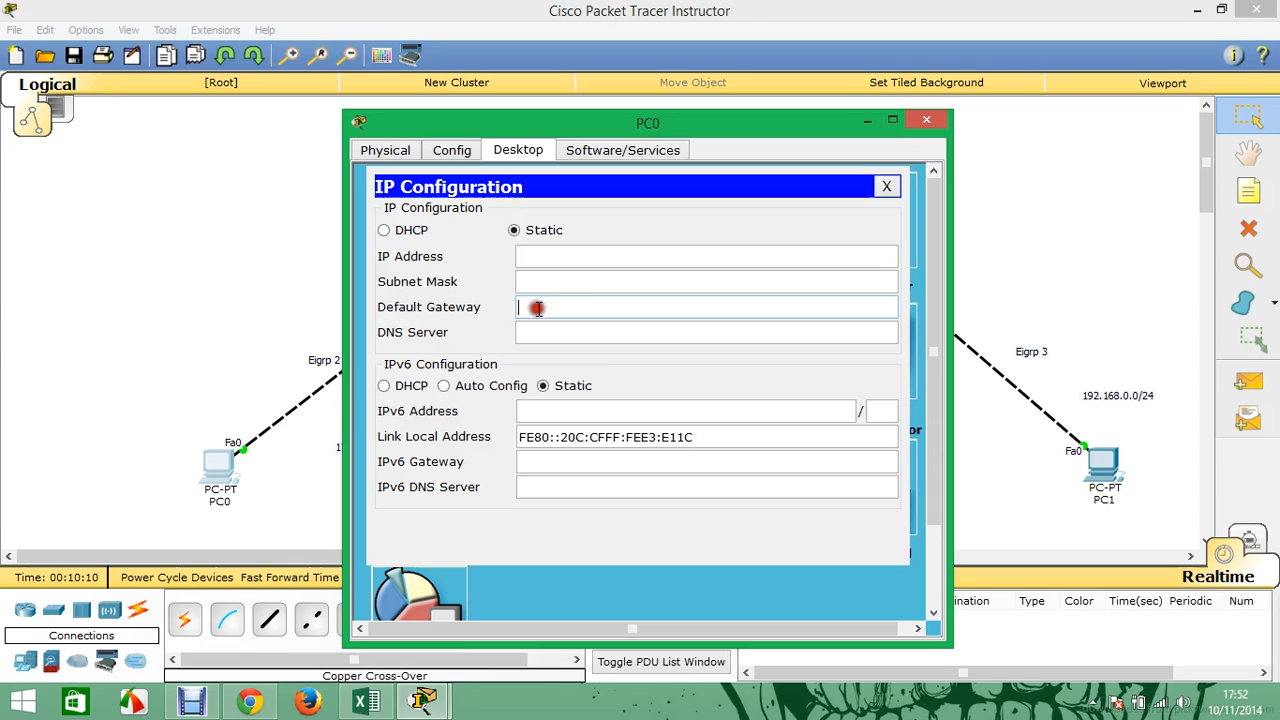 Cisco Packet Tracer Instructor
File Edit Options View Tools Extensions Help
Logical
[Root]
New Cluster
Move Object
Set Tiled Background
Viewport
PC0
Physical
Config
Desktop
Software/Services
IP Configuration
X
IP Configuration
DHCP
Static
IP Address
Subnet Mask
Default Gateway
DNS Server
IPv6 Configuration
DHCP
Auto Config
Static
IPv6 Address
/
Link Local Address
FE80::20C:CFFF:FEE3:E11C
IPv6 Gateway
IPv6 DNS Server
Eigrp 2
Fa0
PC-PT
PC0
Eigrp 3
192.168.0.0/24
Fa0
PC-PT
PC1
Time: 00:10:10
Power Cycle Devices
Fast Forward Time
Realtime
Connections
Copper Cross-Over
Toggle PDU List Window
Type
Color
Time(sec)
Periodic
Num
17:52
10/11/2014